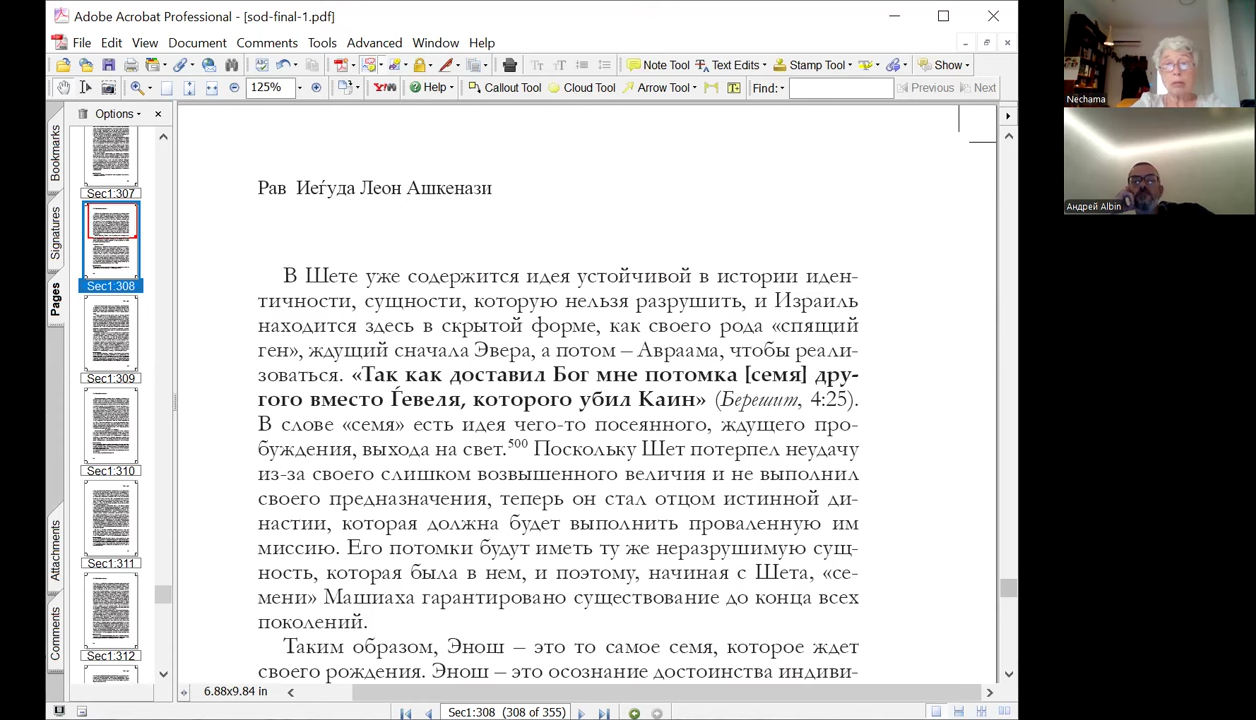 Adobe Acrobat Professional - [sod-final-1.pdf]
File Edit View Document Comments Tools Advanced Window Help
Note Tool Text Edits Stamp Tool Show
125% Help Callout Tool Cloud Tool Arrow Tool Find: Previous Next
Options
Bookmarks
Signatures
Pages
Attachments
Comments
Sec1:307
Sec1:308
Sec1:309
Sec1:310
Sec1:311
Sec1:312
Рав Иеѓуда Леон Ашкенази
В Шете уже содержится идея устойчивой в истории иден-
тичности, сущности, которую нельзя разрушить, и Израиль
находится здесь в скрытой форме, как своего рода «спящий
ген», ждущий сначала Эвера, а потом – Авраама, чтобы реали-
зоваться. «Так как доставил Бог мне потомка [семя] дру-
гого вместо Ѓевеля, которого убил Каин» (Берешит, 4:25).
В слове «семя» есть идея чего-то посеянного, ждущего про-
буждения, выхода на свет.500 Поскольку Шет потерпел неудачу
из-за своего слишком возвышенного величия и не выполнил
своего предназначения, теперь он стал отцом истинной ди-
настии, которая должна будет выполнить проваленную им
миссию. Его потомки будут иметь ту же неразрушимую сущ-
ность, которая была в нем, и поэтому, начиная с Шета, «се-
мени» Машиаха гарантировано существование до конца всех
поколений.
Таким образом, Энош – это то самое семя, которое ждет
своего рождения. Энош – это осознание достоинства индиви-
6.88x9.84 in
Sec1:308 (308 of 355)
Nechama
Андрей Albin